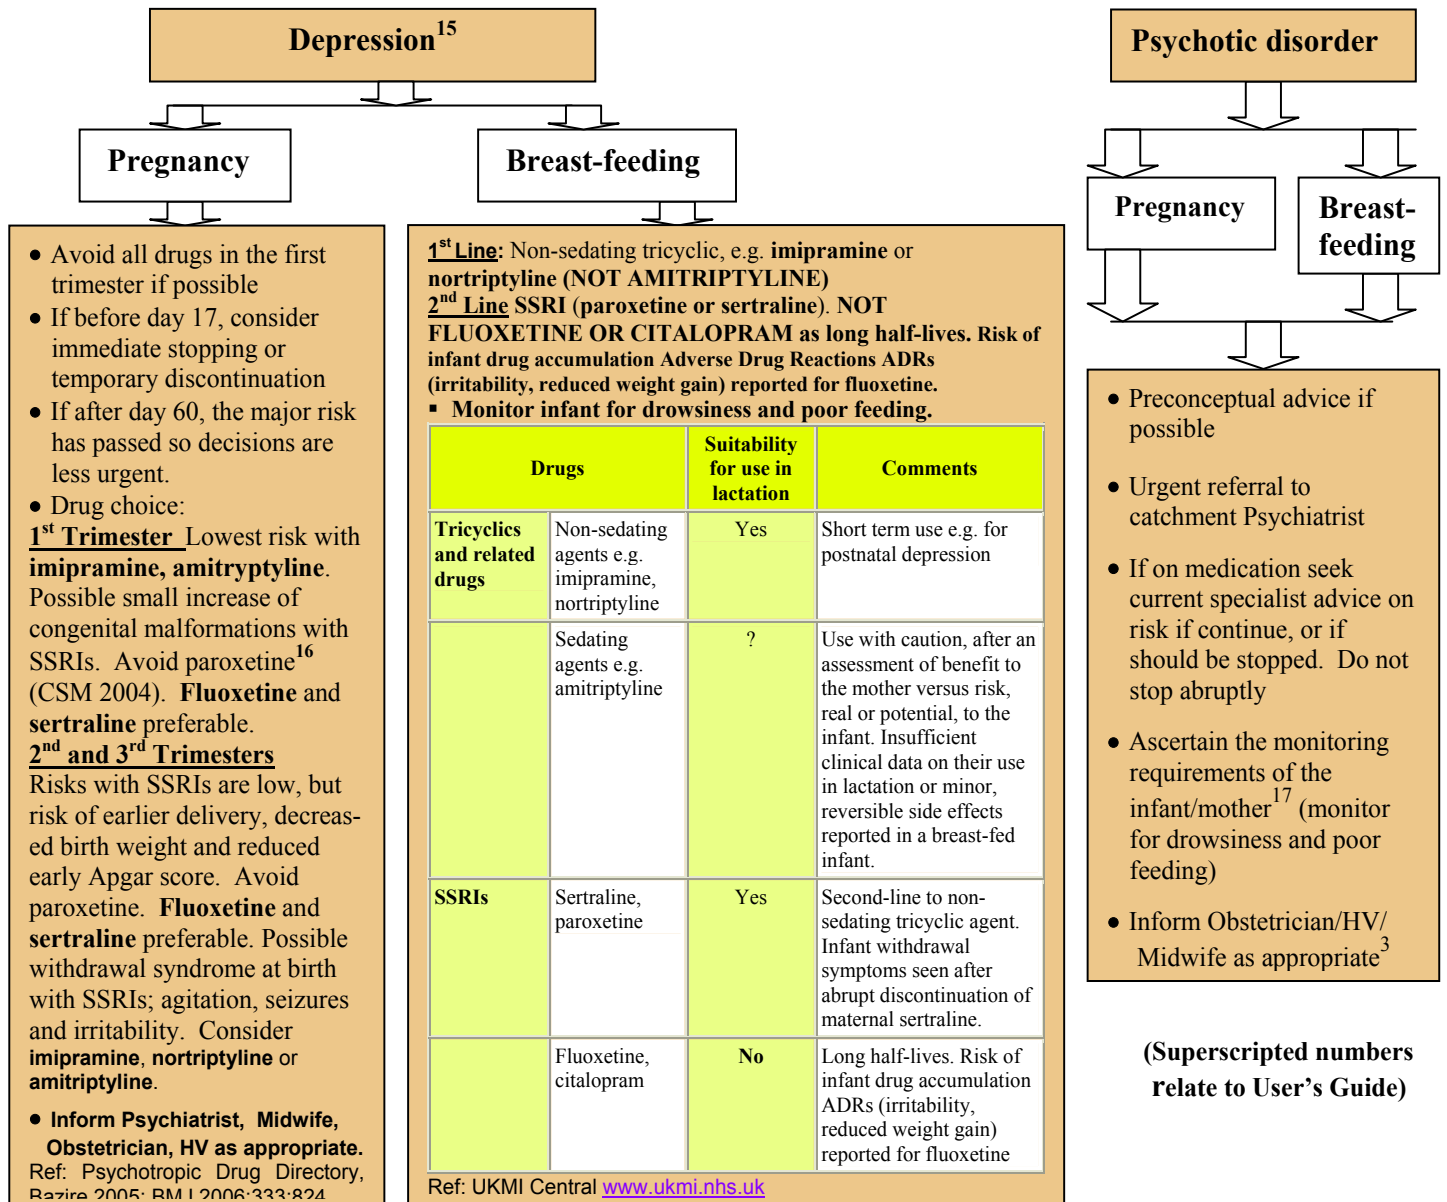 Depression15
Pregnancy
Breast-feeding
• Avoid all drugs in the first
trimester if possible
• If before day 17, consider
immediate stopping or
temporary discontinuation
• If after day 60, the major risk
has passed so decisions are
less urgent.
• Drug choice:
1st Trimester Lowest risk with
imipramine, amitryptyline.
Possible small increase of
congenital malformations with
SSRIs. Avoid paroxetine16
(CSM 2004). Fluoxetine and
sertraline preferable.
2nd and 3rd Trimesters
Risks with SSRIs are low, but
risk of earlier delivery, decreas-
ed birth weight and reduced
early Apgar score. Avoid
paroxetine. Fluoxetine and
sertraline preferable. Possible
withdrawal syndrome at birth
with SSRIs; agitation, seizures
and irritability. Consider
imipramine, nortriptyline or
amitriptyline.
• Inform Psychiatrist, Midwife,
Obstetrician, HV as appropriate.
Ref: Psychotropic Drug Directory,
Bazire 2005; BMJ 2006:333:824
1st Line: Non-sedating tricyclic, e.g. imipramine or
nortriptyline (NOT AMITRIPTYLINE)
2nd Line SSRI (paroxetine or sertraline). NOT
FLUOXETINE OR CITALOPRAM as long half-lives. Risk of
infant drug accumulation Adverse Drug Reactions ADRs
(irritability, reduced weight gain) reported for fluoxetine.
▪ Monitor infant for drowsiness and poor feeding.
Drugs
Suitability
for use in
lactation
Comments
Tricyclics
and related
drugs
Non-sedating
agents e.g.
imipramine,
nortriptyline
Yes
Short term use e.g. for
postnatal depression
Sedating
agents e.g.
amitriptyline
?
Use with caution, after an
assessment of benefit to
the mother versus risk,
real or potential, to the
infant. Insufficient
clinical data on their use
in lactation or minor,
reversible side effects
reported in a breast-fed
infant.
SSRIs
Sertraline,
paroxetine
Yes
Second-line to non-
sedating tricyclic agent.
Infant withdrawal
symptoms seen after
abrupt discontinuation of
maternal sertraline.
Fluoxetine,
citalopram
No
Long half-lives. Risk of
infant drug accumulation
ADRs (irritability,
reduced weight gain)
reported for fluoxetine
Ref: UKMI Central www.ukmi.nhs.uk
Psychotic disorder
Pregnancy
Breast-
feeding
• Preconceptual advice if
possible
• Urgent referral to
catchment Psychiatrist
• If on medication seek
current specialist advice on
risk if continue, or if
should be stopped. Do not
stop abruptly
• Ascertain the monitoring
requirements of the
infant/mother17 (monitor
for drowsiness and poor
feeding)
• Inform Obstetrician/HV/
Midwife as appropriate3
(Superscripted numbers
relate to User's Guide)